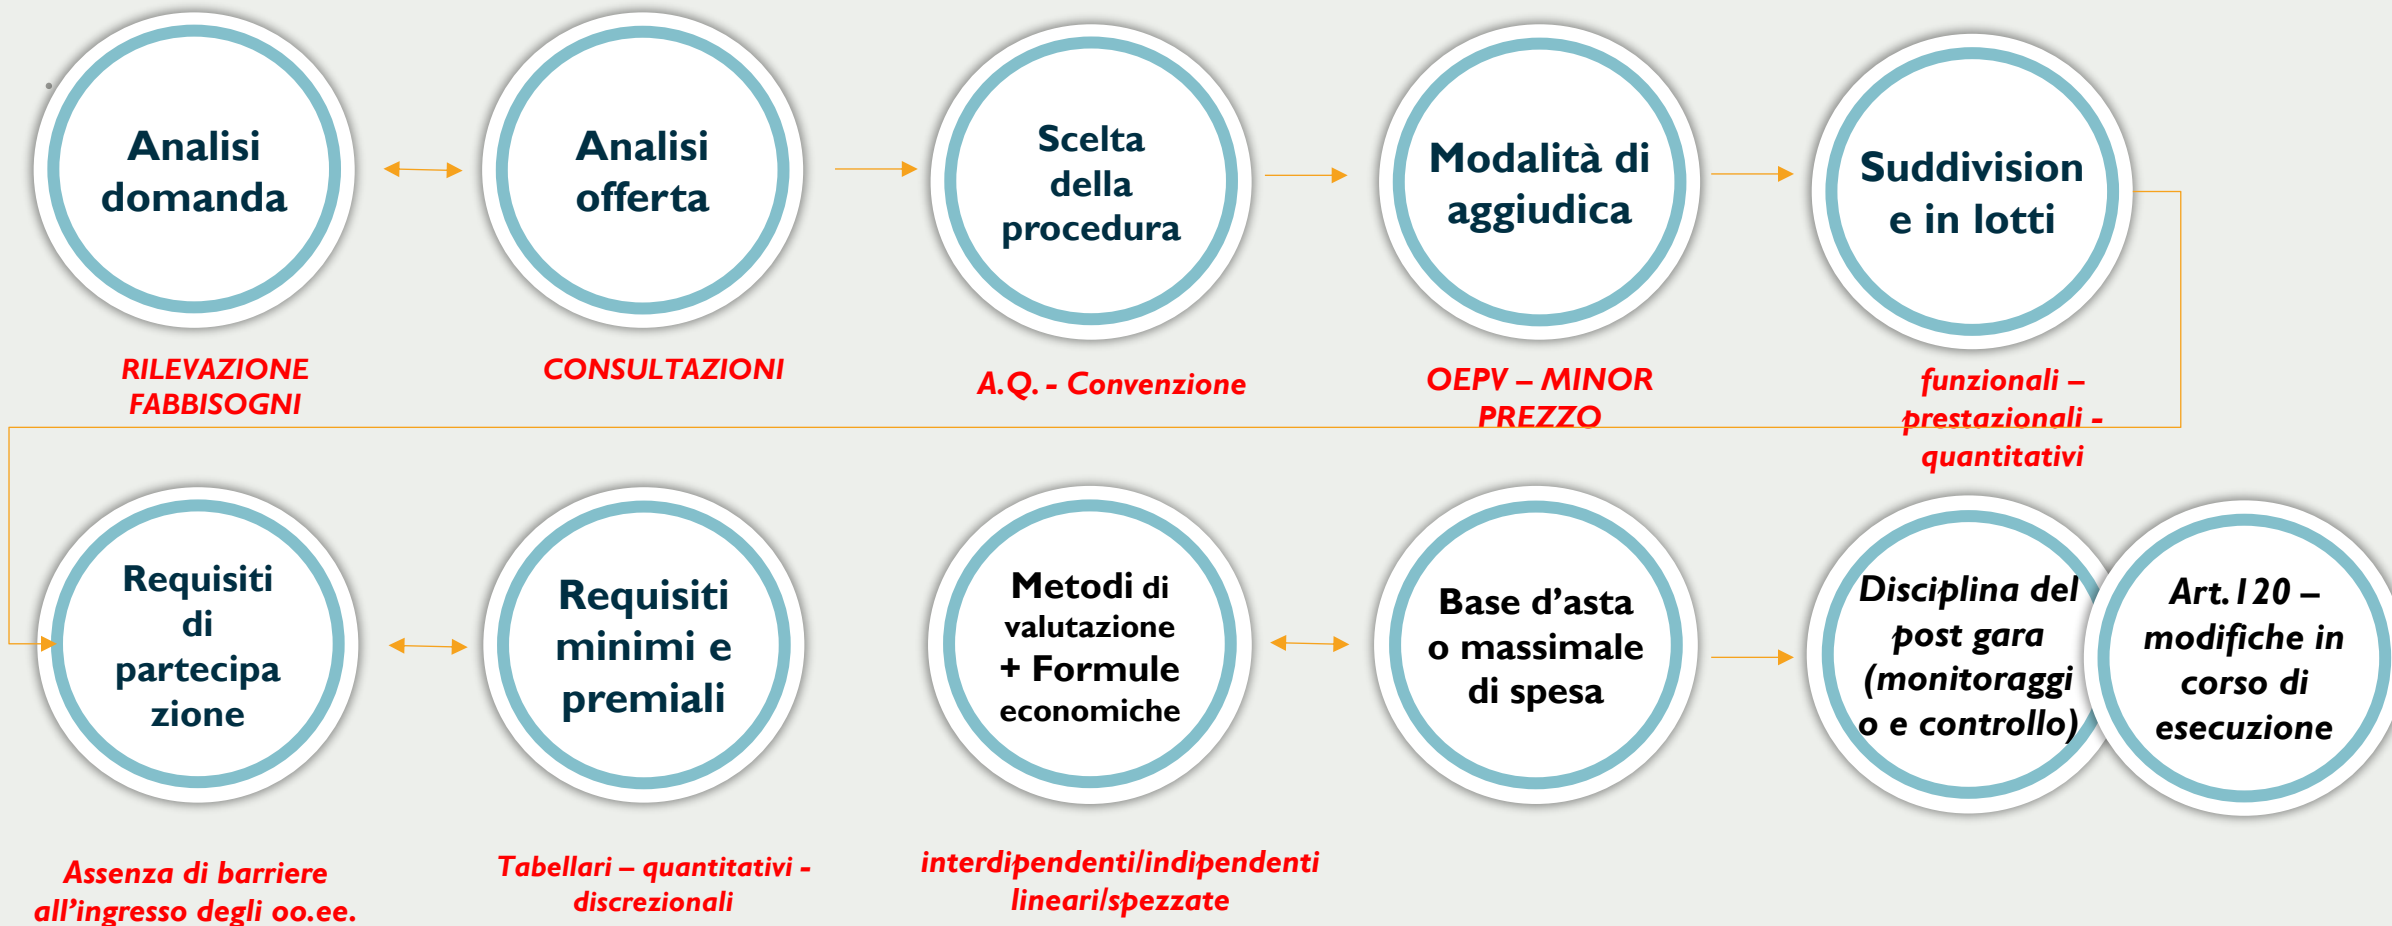 Analisi
domanda
Analisi
offerta
Scelta
della
procedura
Modalità di
aggiudica
Suddivision
e in lotti
RILEVAZIONE
FABBISOGNI
CONSULTAZIONI
A.Q. - Convenzione
OEPV – MINOR
PREZZO
funzionali –
prestazionali -
quantitativi
Requisiti
di
partecipa
zione
Requisiti
minimi e
premiali
Metodi di
valutazione
+ Formule
economiche
Base d’asta
o massimale
di spesa
Disciplina del
post gara
(monitoraggi
o e controllo)
Art.120 –
modifiche in
corso di
esecuzione
Assenza di barriere
all’ingresso degli oo.ee.
Tabellari – quantitativi -
discrezionali
interdipendenti/indipendenti
lineari/spezzate